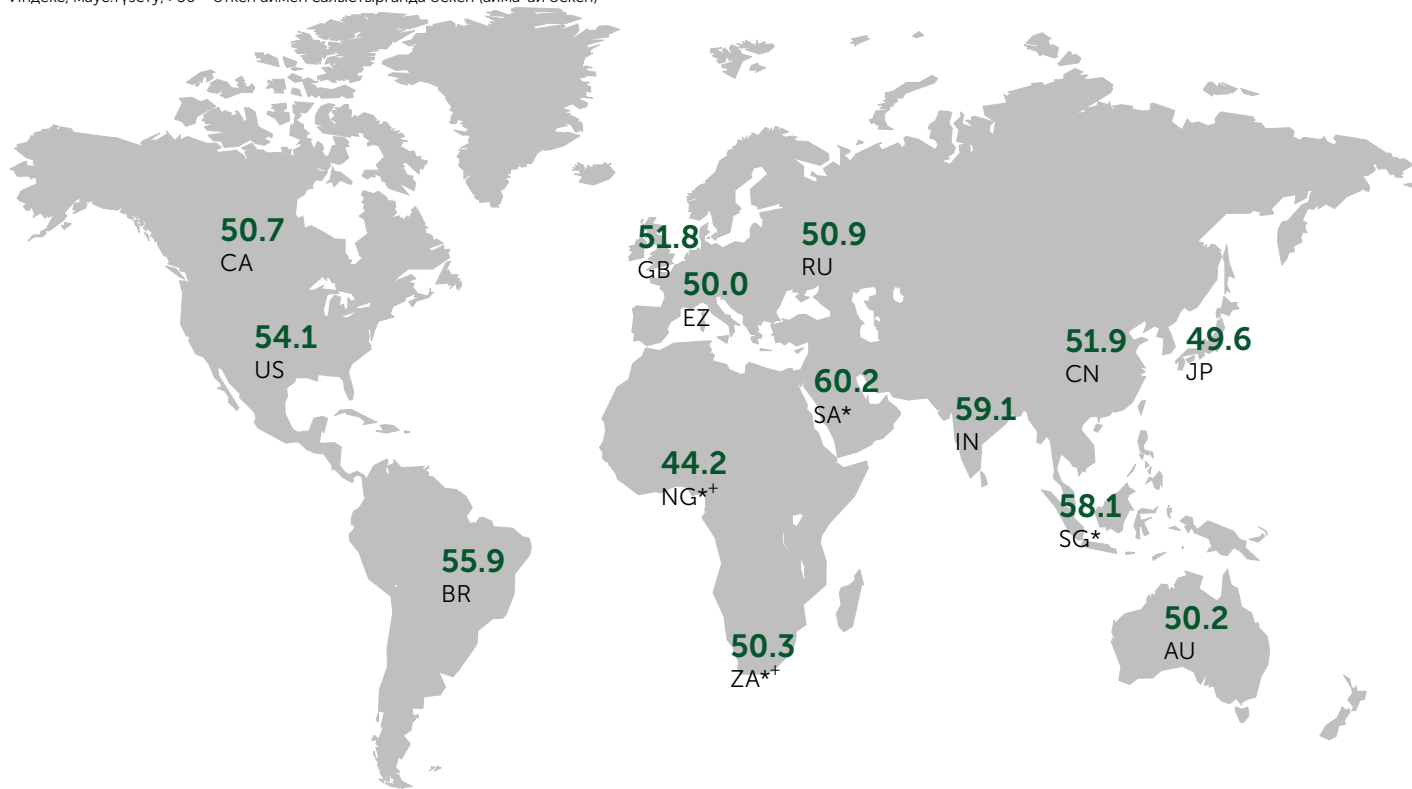 50.7
CA
51.8
GB
50.9
RU
50.0
EZ
54.1
US
51.9
CN
49.6
JP
60.2
SA*
59.1
IN
44.2
NG*+
58.1
SG*
55.9
BR
50.2
AU
50.3
ZA*+